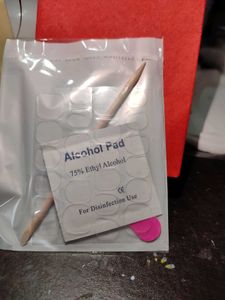 Alcohol Pad
75% Ethyl Alcohol
CE
For Disinfection Use